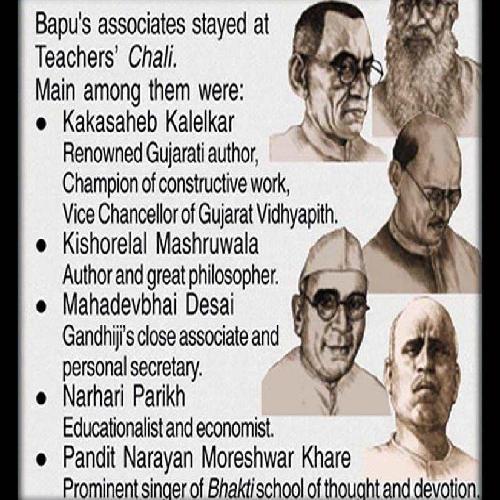 Bapu's associates stayed at
Teachers' Chali.
Main among them were:
● Kakasaheb Kalelkar
Renowned Gujarati author,
Champion of constructive work,
Vice Chancellor of Gujarat Vidhyapith.
● Kishorelal Mashruwala
Author and great philosopher.
● Mahadevbhai Desai
Gandhiji's close associate and
personal secretary.
● Narhari Parikh
Educationalist and economist.
● Pandit Narayan Moreshwar Khare
Prominent singer of Bhakti school of thought and devotion